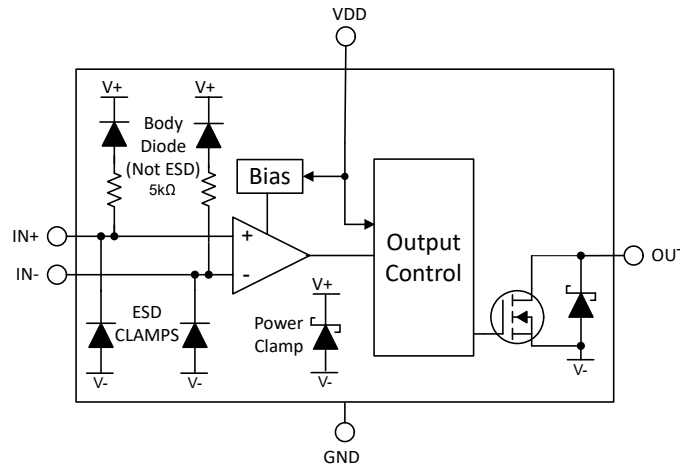 VDD
V+
V+
Body
Diode
(Not ESD)
5kΩ
Bias
IN+
+
Output
Control
OUT
IN-
-
V+
ESD
CLAMPS
Power
Clamp
V-
V-
V-
V-
GND